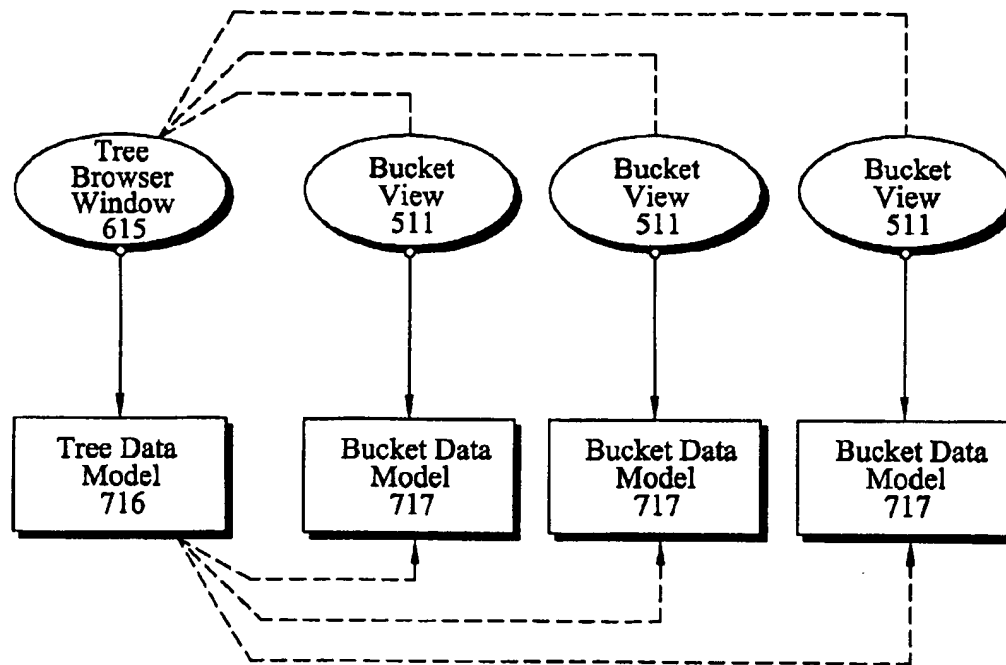 Tree
Browser
Window
615
Bucket
View
511
Bucket
View
511
Bucket
View
511
Tree Data
Model
716
Bucket Data
Model
717
Bucket Data
Model
717
Bucket Data
Model
717